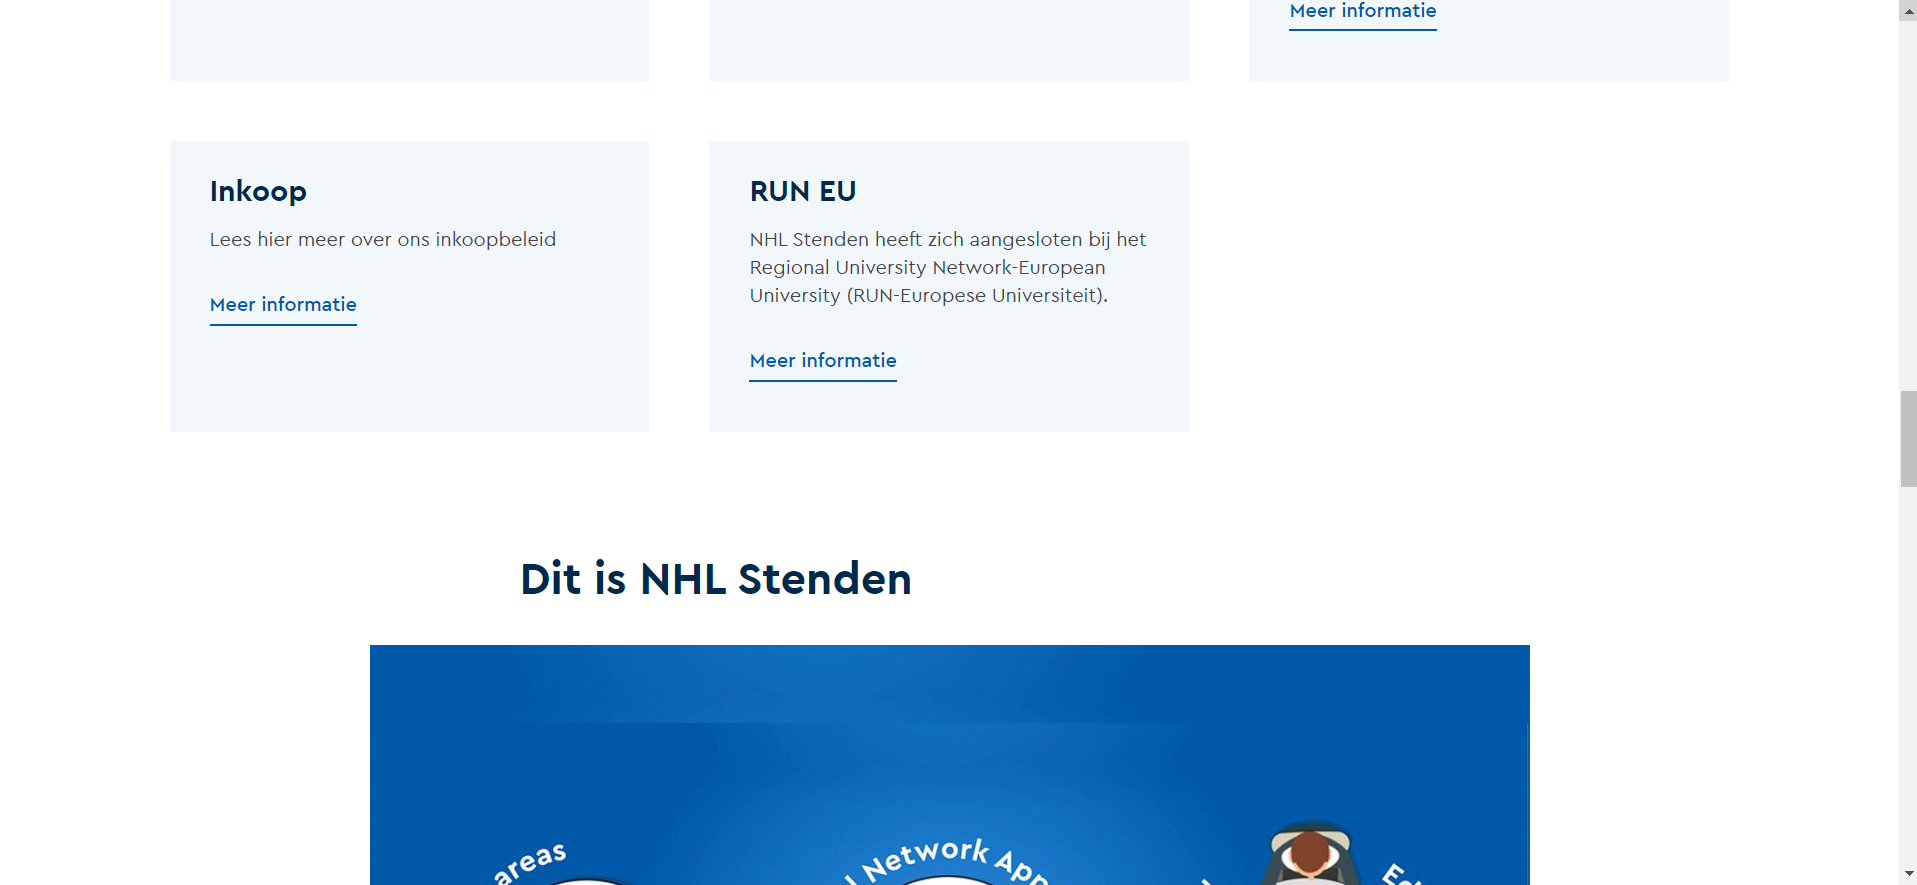 Meer informatie
Inkoop
Lees hier meer over ons inkoopbeleid
Meer informatie
RUN EU
NHL Stenden heeft zich aangesloten bij het
Regional University Network-European
University (RUN-Europese Universiteit).
Meer informatie
Dit is NHL Stenden
areas
Network